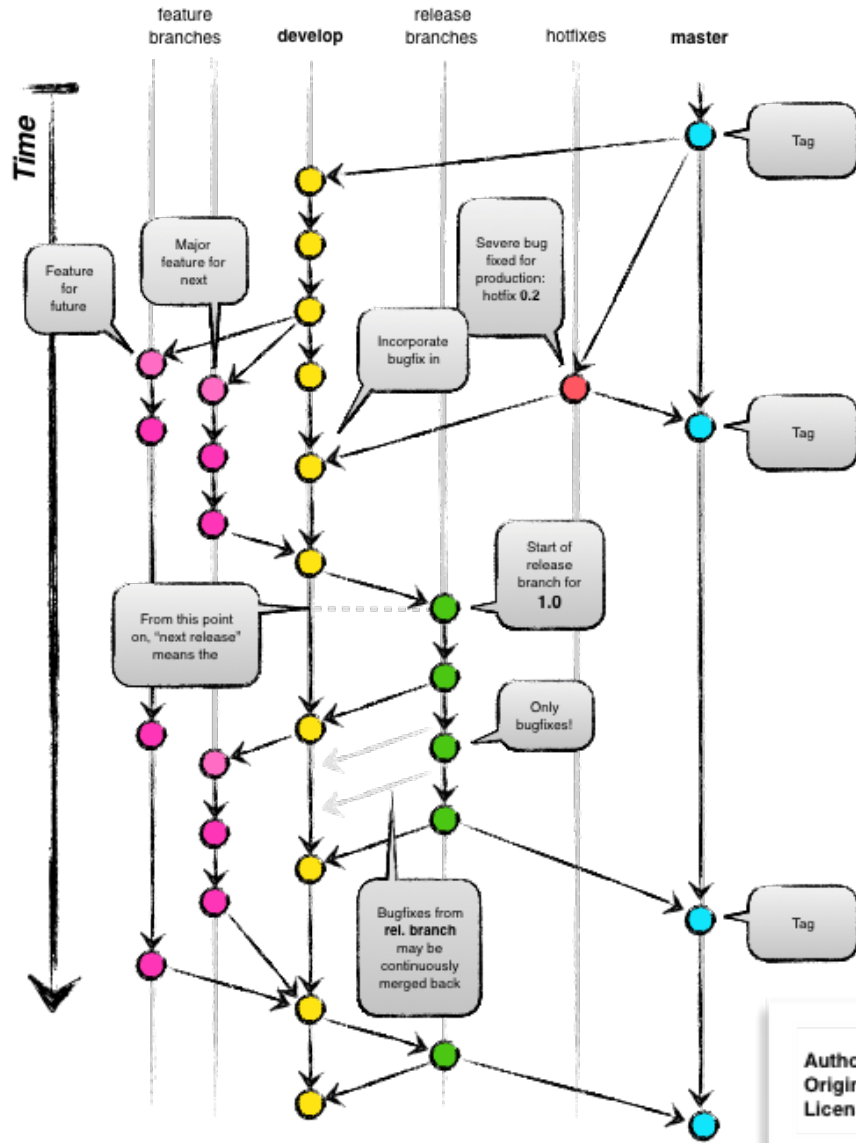 feature
branches
develop
release
branches
hotfixes
master
Time
Tag
Feature
for
future
Major
feature for
next
Severe bug
fixed for
production:
hotfix 0.2
Incorporate
bugfix in
Tag
Start of
release
branch for
1.0
From this point
on, “next release”
means the
Only
bugfixes!
Bugfixes from
rel. branch
may be
continuously
merged back
Tag
Autho
Origin
Licen